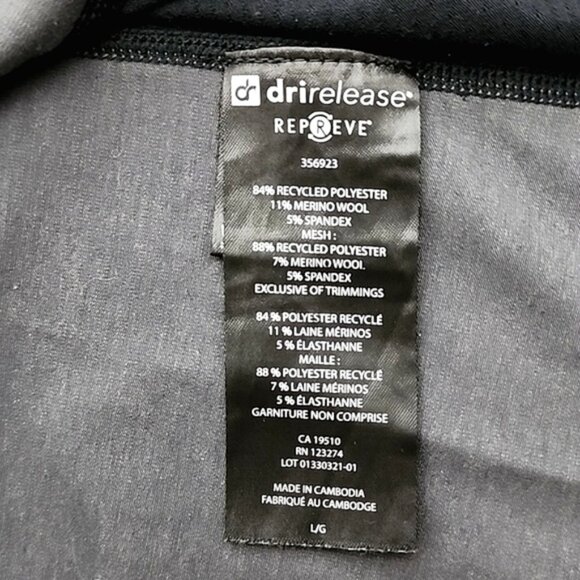 dr drirelease®
REPREVE®
356923
84% RECYCLED POLYESTER
11% MERINO WOOL
5% SPANDEX
MESH :
88% RECYCLED POLYESTER
7% MERINO WOOL
5% SPANDEX
EXCLUSIVE OF TRIMMINGS
84 % POLYESTER RECYCLÉ
11 % LAINE MÉRINOS
5 % ÉLASTHANNE
MAILLE :
88 % POLYESTER RECYCLÉ
7 % LAINE MÉRINOS
5 % ÉLASTHANNE
GARNITURE NON COMPRISE
CA 19510
RN 123274
LOT 01330321-01
MADE IN CAMBODIA
FABRIQUÉ AU CAMBODGE
L/G